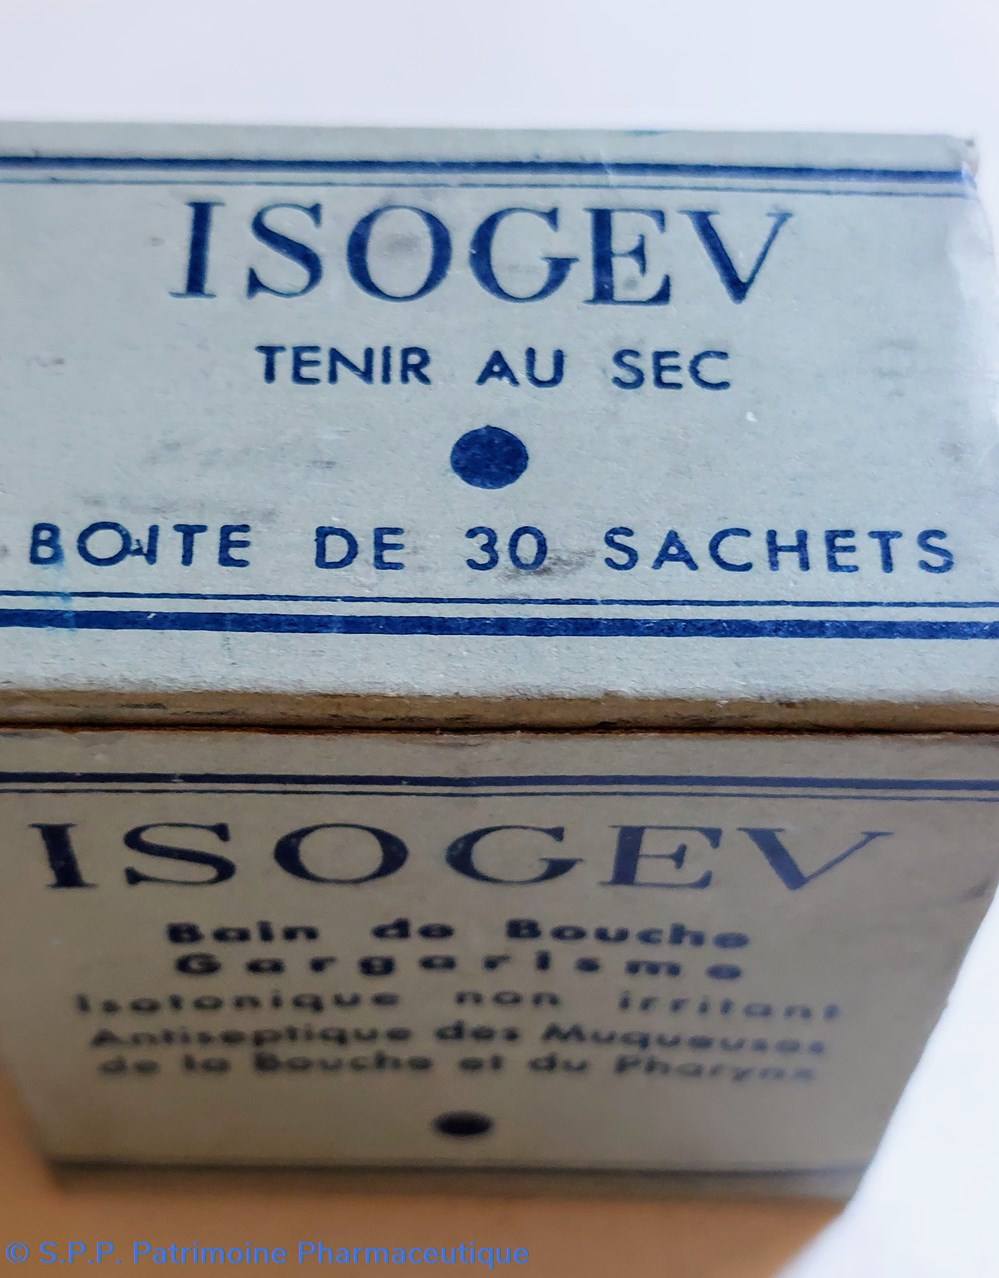 ISOGEV
TENIR AU SEC
BOITE DE 30 SACHETS
ISOGEV
Bain de Bouche
Gargarisme
isotonique non irritant
Antiseptique des Muqueuses
de la Bouche et du Pharynx
© S.P.P. Patrimoine Pharmaceutique